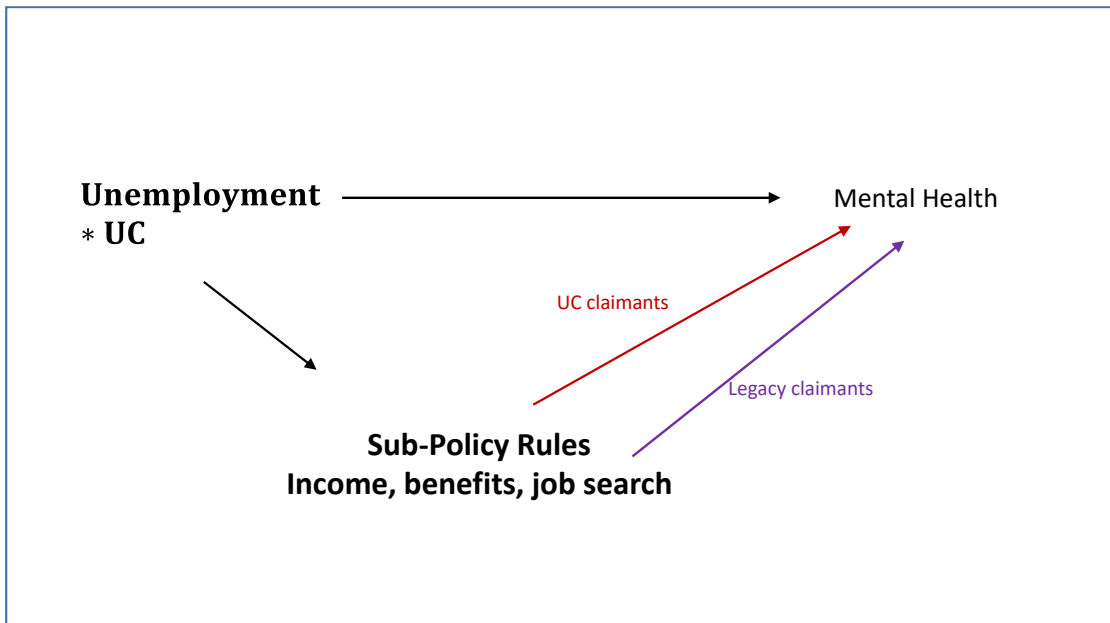 Unemployment
∗ UC
Mental Health
UC claimants
Legacy claimants
Sub-Policy Rules
Income, benefits, job search